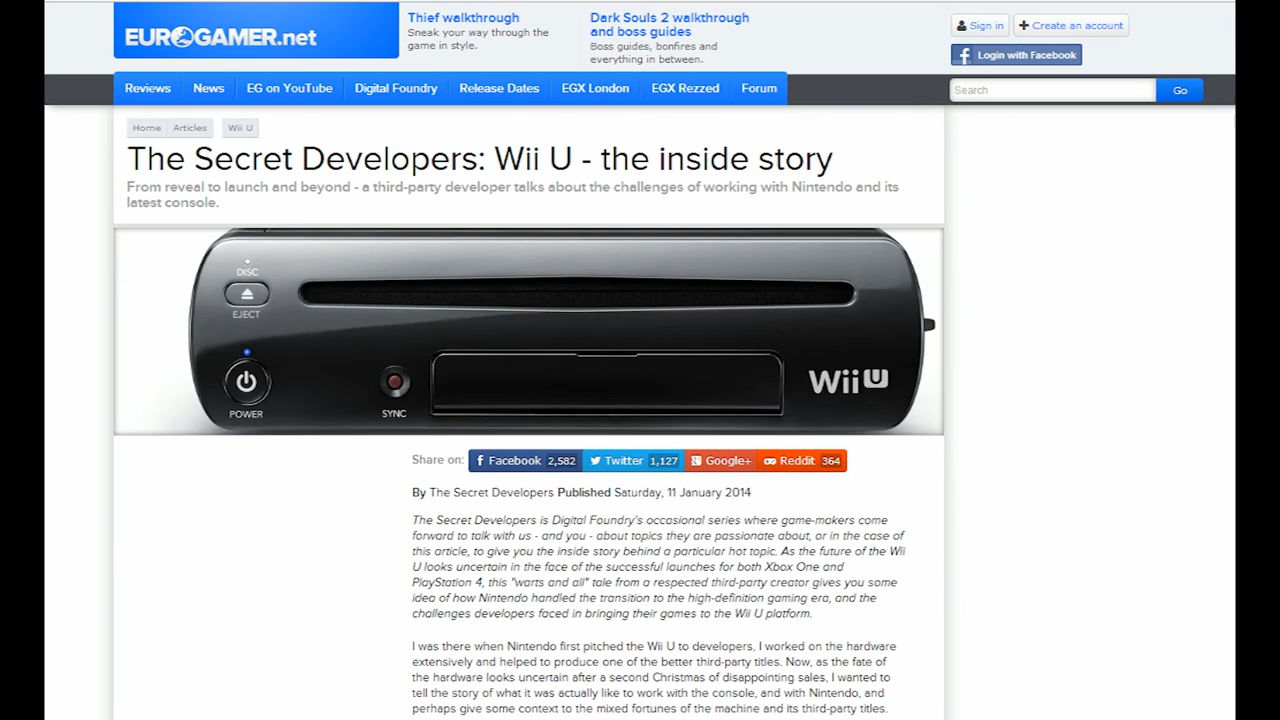 EUROGAMER.net
Thief walkthrough
Sneak your way through the
game in style.
Dark Souls 2 walkthrough
and boss guides
Boss guides, bonfires and
everything in between.
Sign in
Create an account
Login with Facebook
Reviews News EG on YouTube Digital Foundry Release Dates EGX London EGX Rezzed Forum
Search
Go
Home Articles Wii U
The Secret Developers: Wii U - the inside story
From reveal to launch and beyond - a third-party developer talks about the challenges of working with Nintendo and its
latest console.
DISC
EJECT
POWER
SYNC
WiiU
Share on: Facebook 2,582 Twitter 1,127 Google+ Reddit 364
By The Secret Developers Published Saturday, 11 January 2014
The Secret Developers is Digital Foundry's occasional series where game-makers come
forward to talk with us - and you - about topics they are passionate about, or in the case of
this article, to give you the inside story behind a particular hot topic. As the future of the Wii
U looks uncertain in the face of the successful launches for both Xbox One and
PlayStation 4, this "warts and all" tale from a respected third-party creator gives you some
idea of how Nintendo handled the transition to the high-definition gaming era, and the
challenges developers faced in bringing their games to the Wii U platform.
I was there when Nintendo first pitched the Wii U to developers, I worked on the hardware
extensively and helped to produce one of the better third-party titles. Now, as the fate of
the hardware looks uncertain after a second Christmas of disappointing sales, I wanted to
tell the story of what it was actually like to work with the console, and with Nintendo, and
perhaps give some context to the mixed fortunes of the machine and its third-party titles.